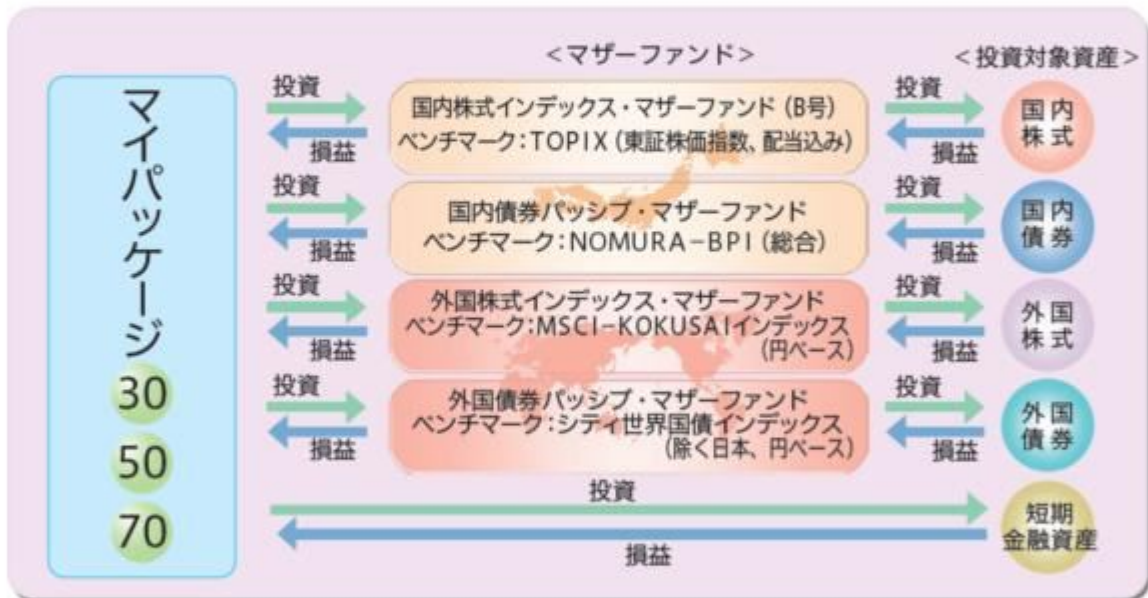 <マザーファンド>
<投資対象資産>
マイパッケージ
30
50
70
投資
損益
国内株式インデックス・マザーファンド(B号)
ベンチマーク:TOPIX(東証株価指数、配当込み)
投資
損益
国内
株式
投資
損益
国内債券パッシブ・マザーファンド
ベンチマーク:NOMURA-BPI(総合)
投資
損益
国内
債券
投資
損益
外国株式インデックス・マザーファンド
ベンチマーク:MSCI-KOKUSAIインデックス
(円ベース)
投資
損益
外国
株式
投資
損益
外国債券パッシブ・マザーファンド
ベンチマーク:シティ世界国債インデックス
(除く日本、円ベース)
投資
損益
外国
債券
投資
損益
短期
金融資産